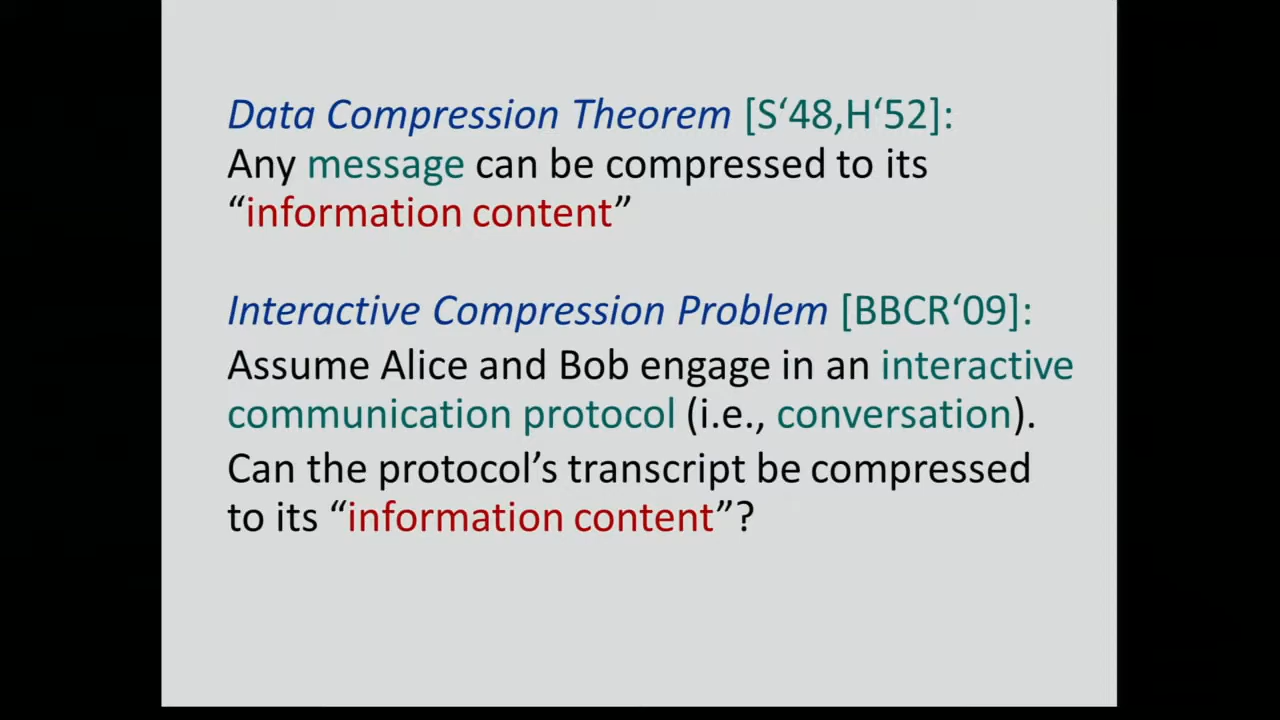 Data Compression Theorem [S‘48,H‘52]:
Any message can be compressed to its
“information content”
Interactive Compression Problem [BBCR‘09]:
Assume Alice and Bob engage in an interactive
communication protocol (i.e., conversation).
Can the protocol’s transcript be compressed
to its “information content”?